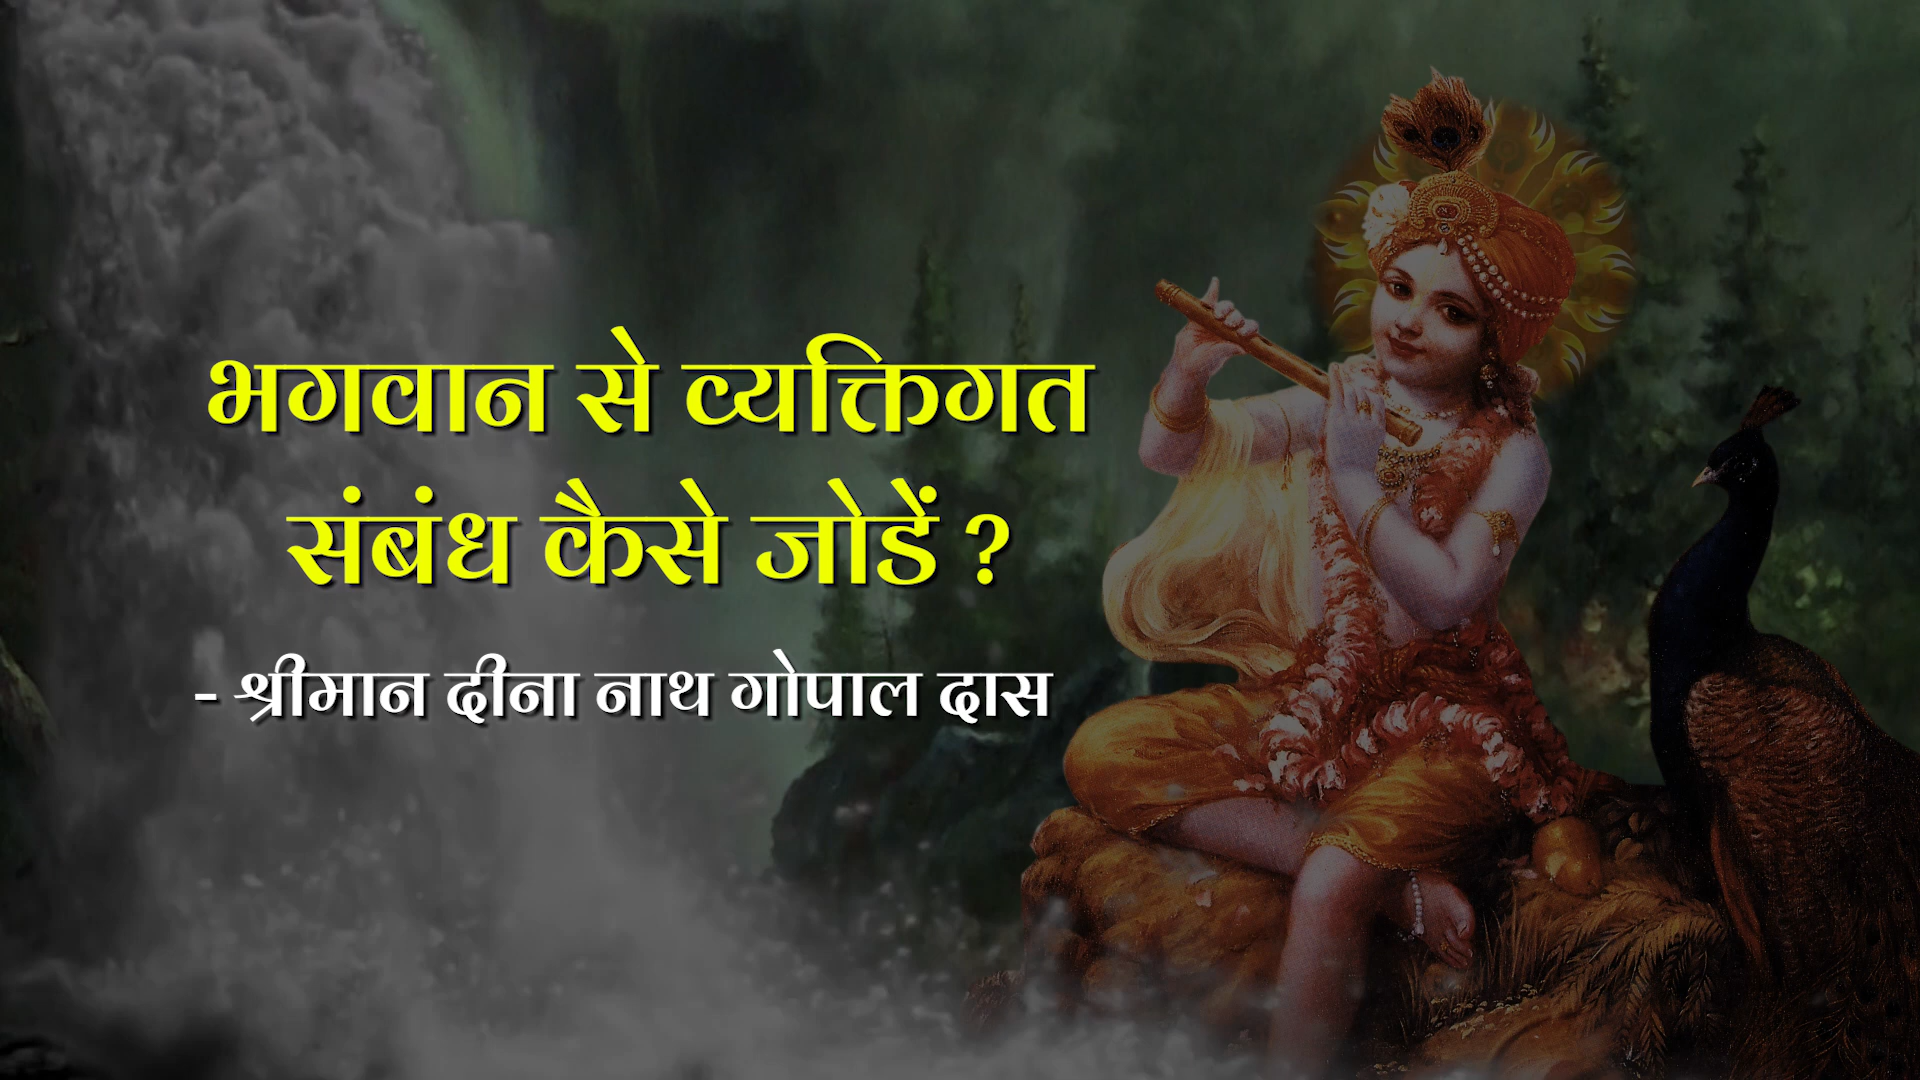 भगवान से व्यक्तिगत
संबंध कैसे जोडें ?
- श्रीमान दीना नाथ गोपाल दास